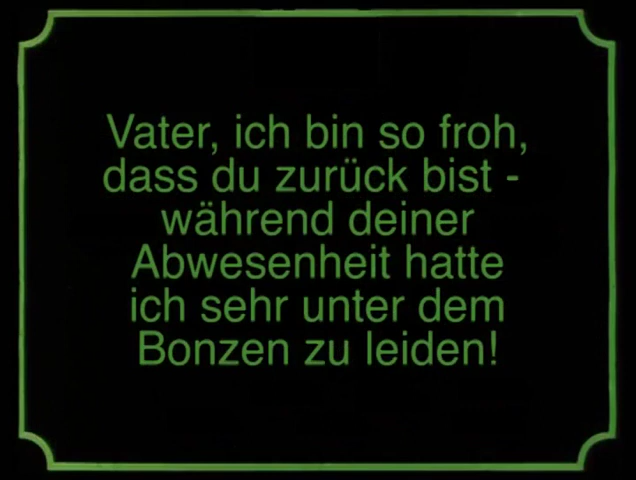 Vater, ich bin so froh,
dass du zurück bist -
während deiner
Abwesenheit hatte
ich sehr unter dem
Bonzen zu leiden!